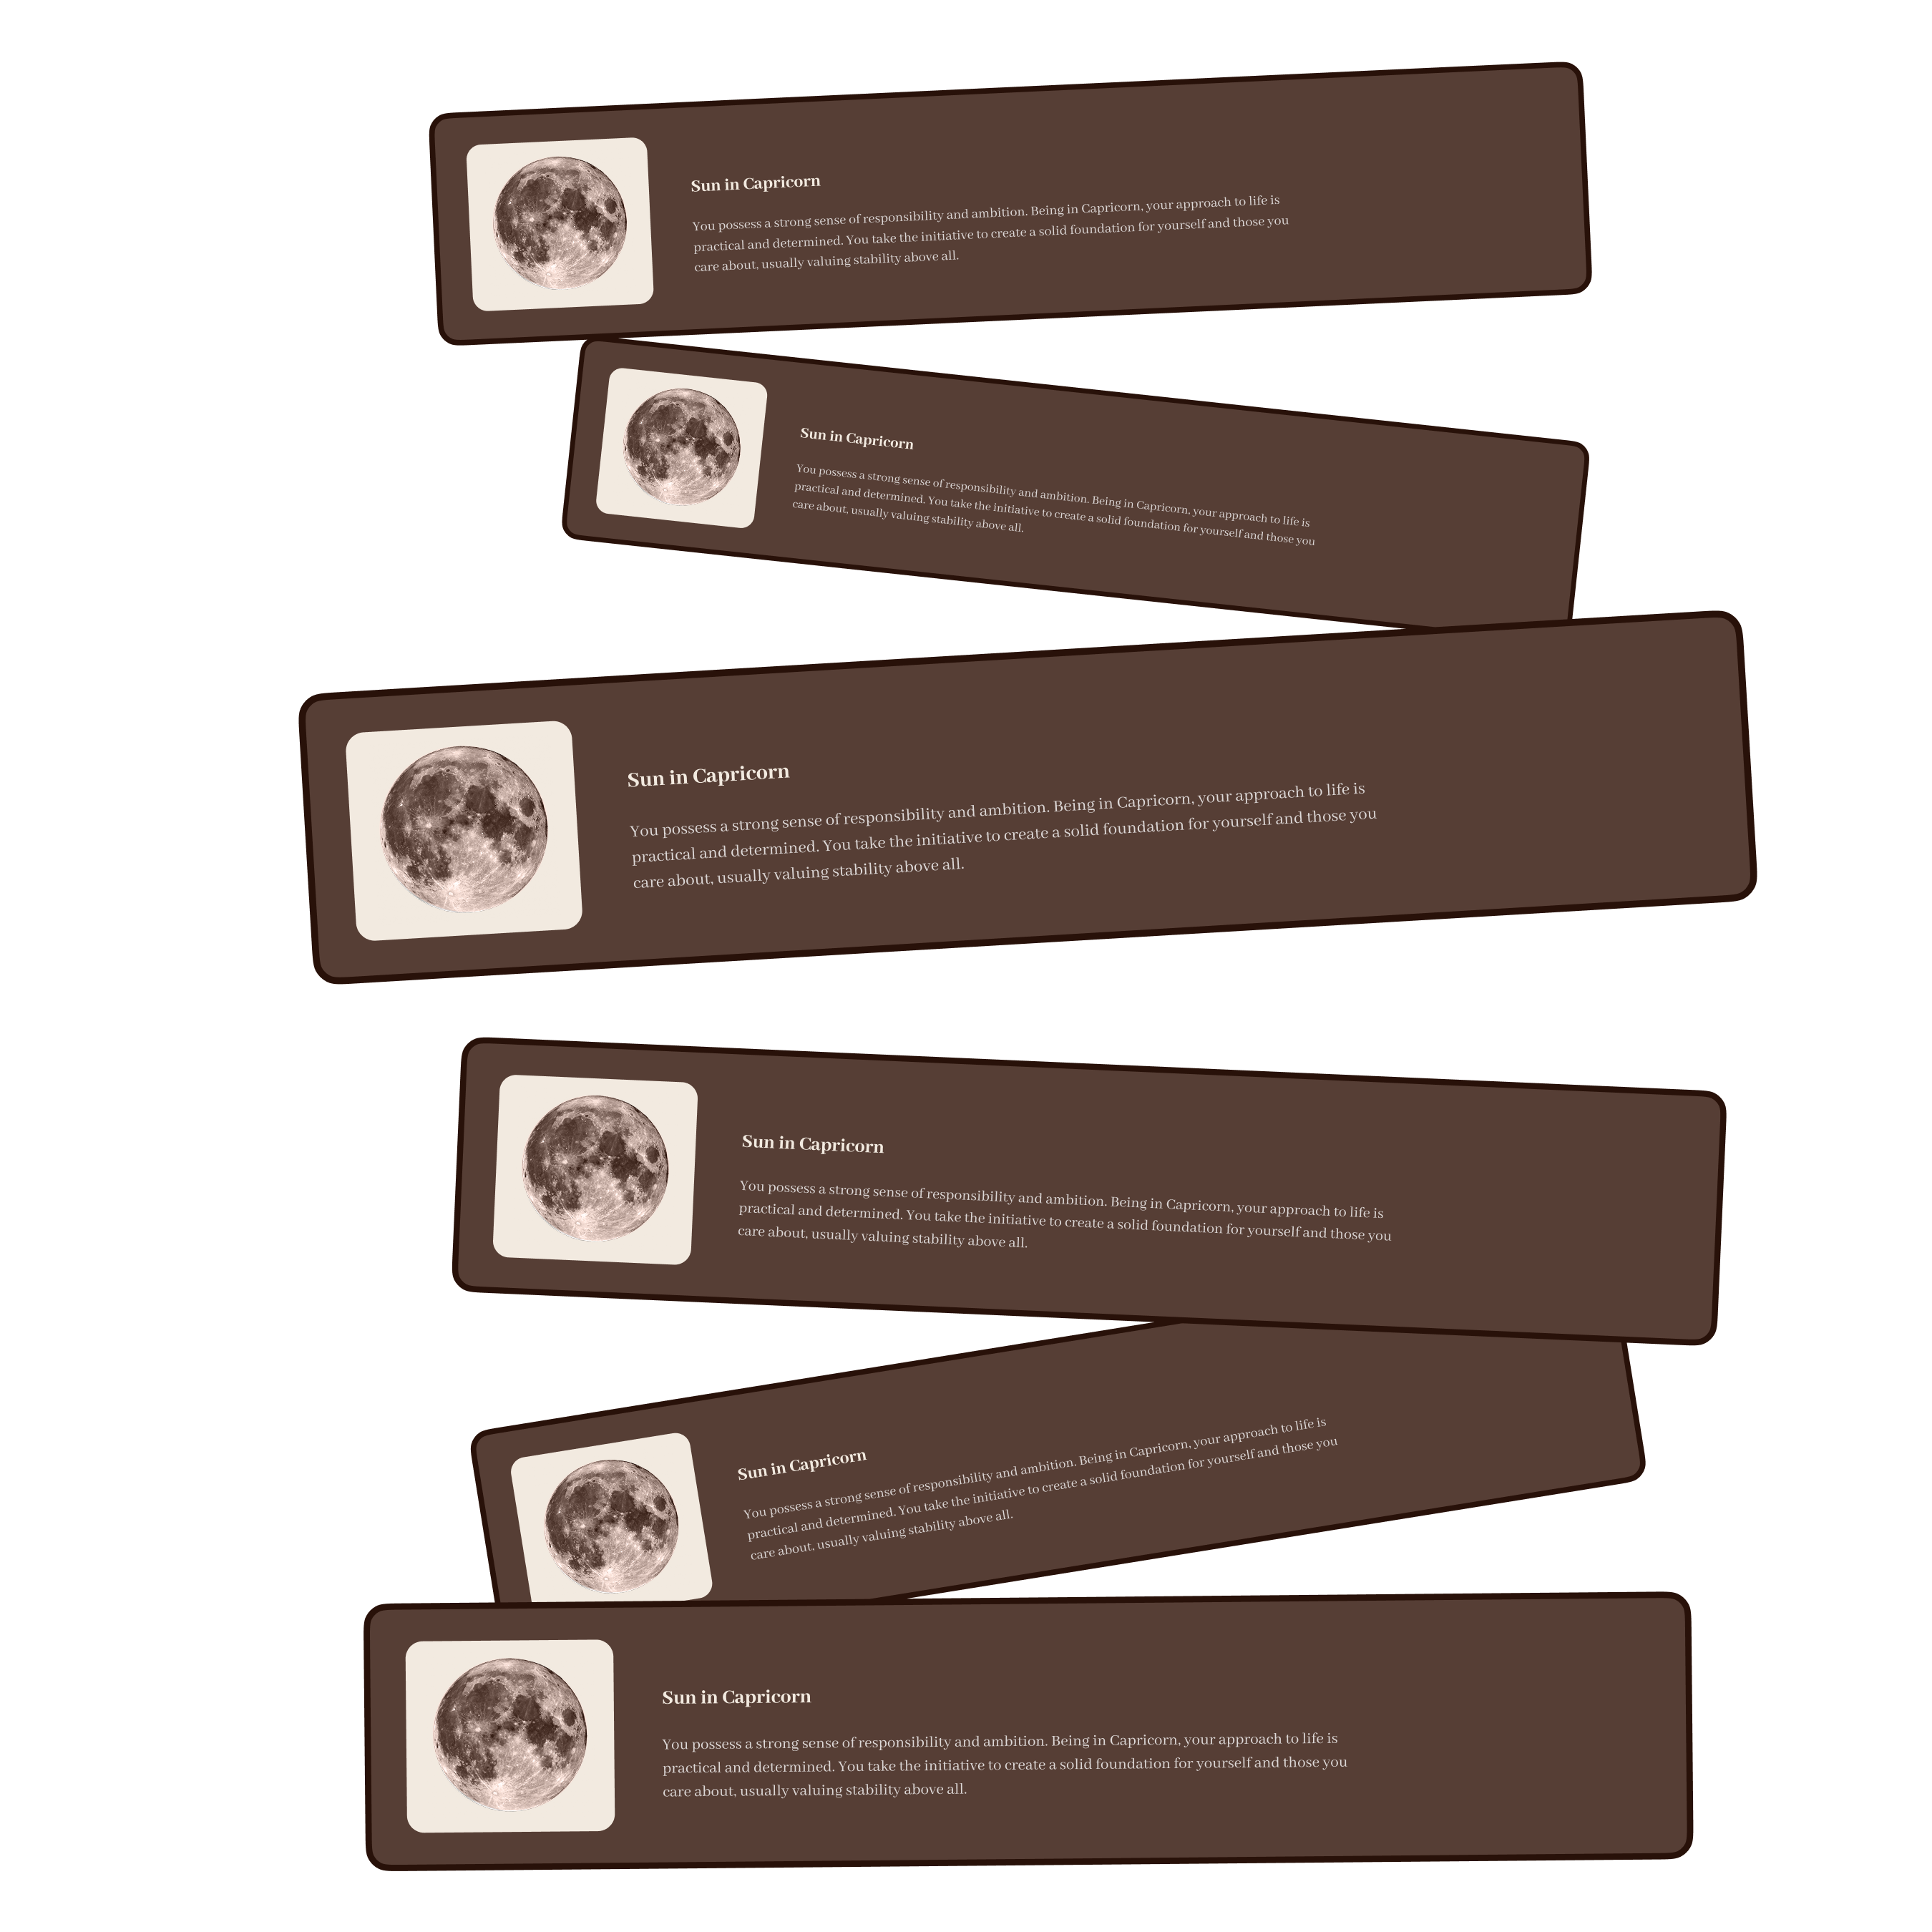 Sun in Capricorn
You possess a strong sense of responsibility and ambition. Being in Capricorn, your approach to life is
practical and determined. You take the initiative to create a solid foundation for yourself and those you
care about, usually valuing stability above all.
Sun in Capricorn
You possess a strong sense of responsibility and ambition. Being in Capricorn, your approach to life is
practical and determined. You take the initiative to create a solid foundation for yourself and those you
care about, usually valuing stability above all.
Sun in Capricorn
You possess a strong sense of responsibility and ambition. Being in Capricorn, your approach to life is
practical and determined. You take the initiative to create a solid foundation for yourself and those you
care about, usually valuing stability above all.
Sun in Capricorn
You possess a strong sense of responsibility and ambition. Being in Capricorn, your approach to life is
practical and determined. You take the initiative to create a solid foundation for yourself and those you
care about, usually valuing stability above all.
Sun in Capricorn
You possess a strong sense of responsibility and ambition. Being in Capricorn, your approach to life is
practical and determined. You take the initiative to create a solid foundation for yourself and those you
care about, usually valuing stability above all.
Sun in Capricorn
You possess a strong sense of responsibility and ambition. Being in Capricorn, your approach to life is
practical and determined. You take the initiative to create a solid foundation for yourself and those you
care about, usually valuing stability above all.